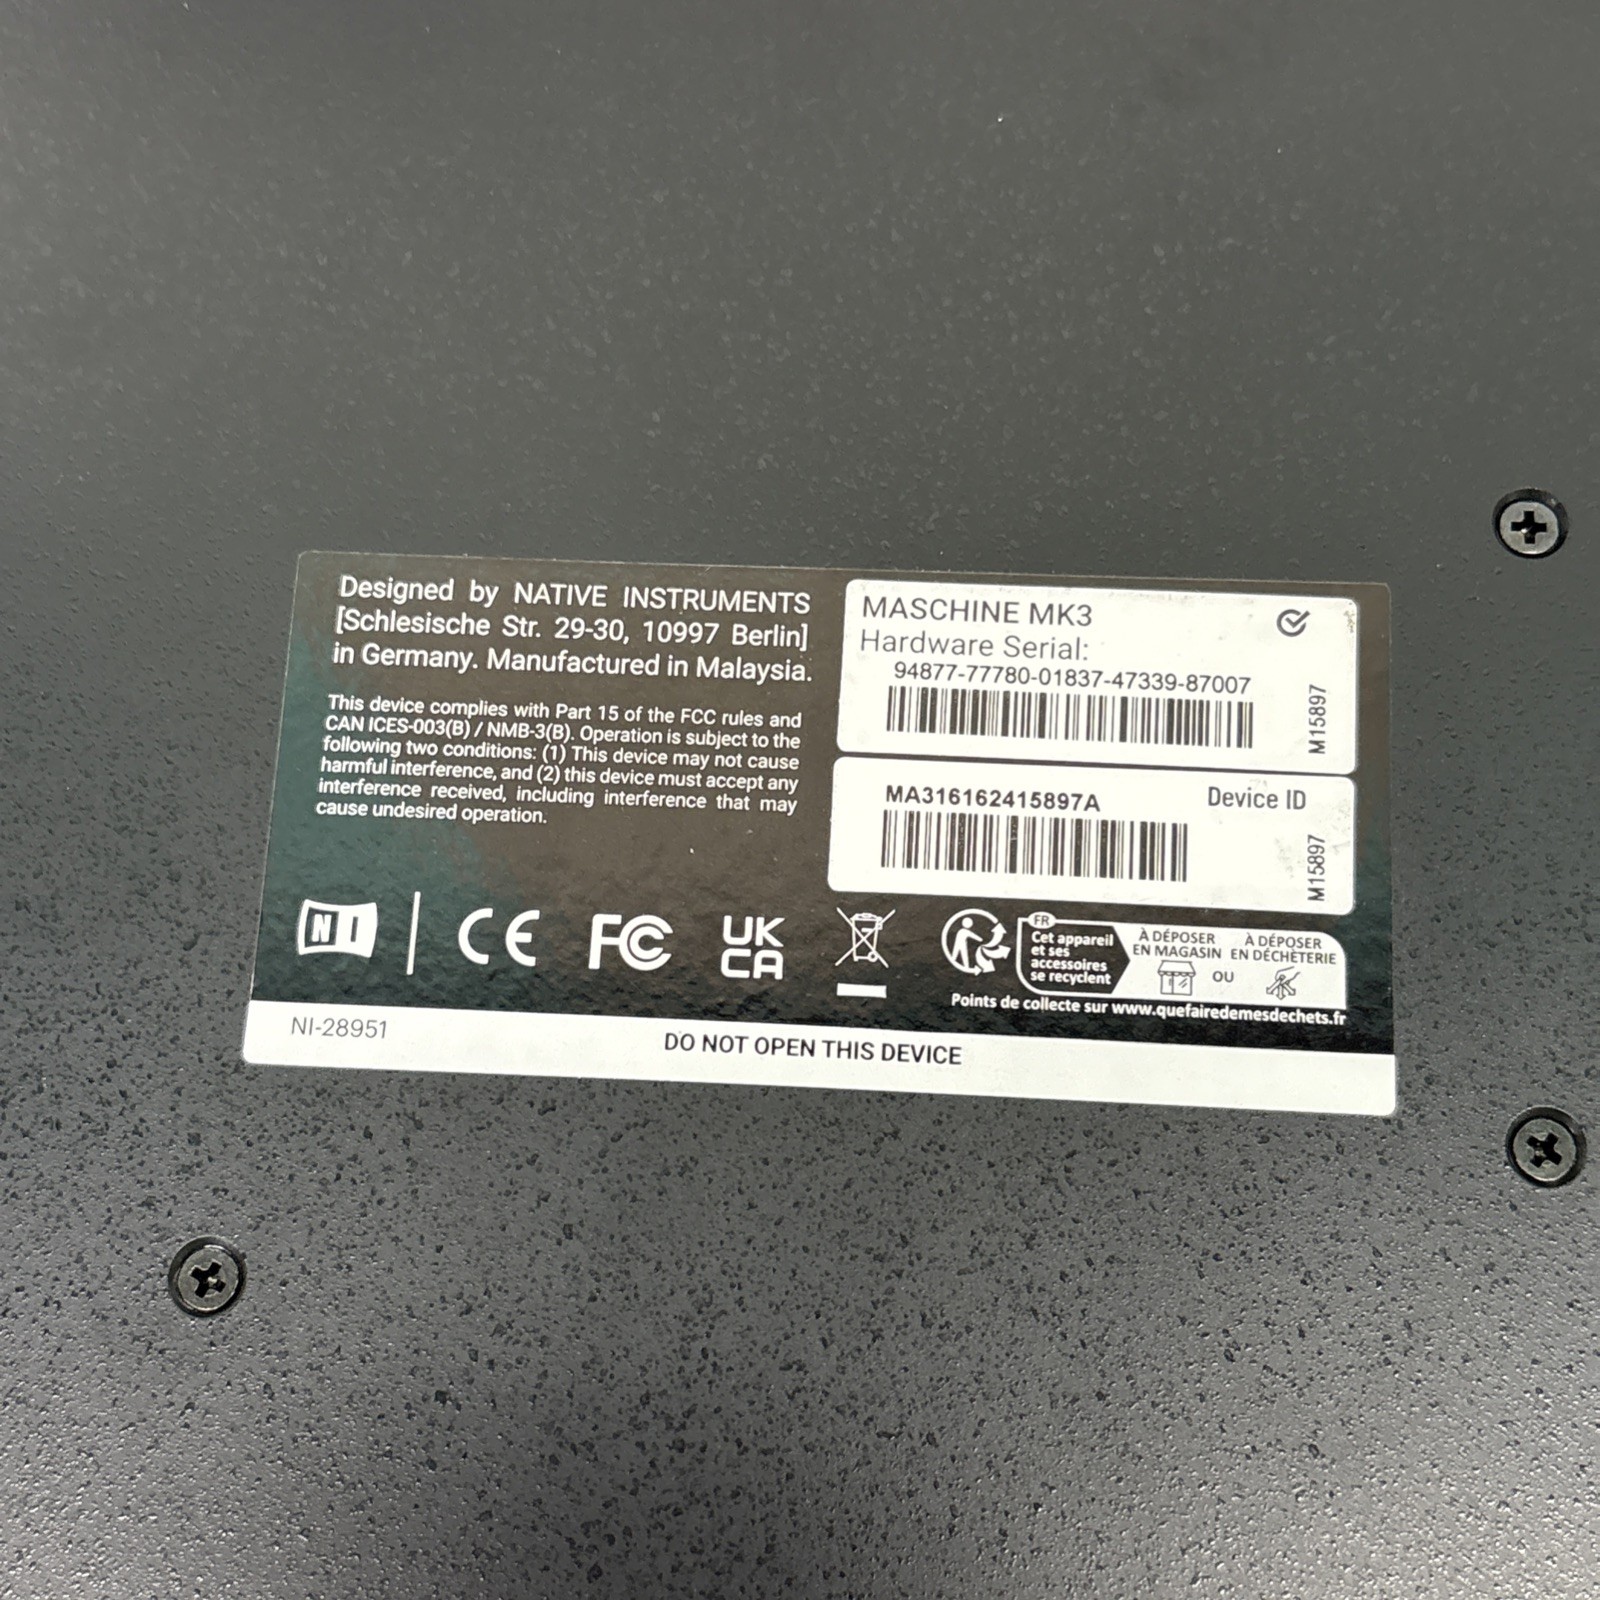 Designed by NATIVE INSTRUMENTS
[Schlesische Str. 29-30, 10997 Berlin]
in Germany. Manufactured in Malaysia.
This device complies with Part 15 of the FCC rules and
CAN ICES-003(B) / NMB-3(B). Operation is subject to the
following two conditions: (1) This device may not cause
harmful interference, and (2) this device must accept any
interference received, including interference that may
cause undesired operation.
MASCHINE MK3
Hardware Serial:
94877-77780-01837-47339-87007
M15897
MA316162415897A
Device ID
M15897
NI
CE
FC
UK
CA
FR
Cet appareil
et ses
accessoires
se recyclent
À DÉPOSER
EN MAGASIN
OU
À DÉPOSER
EN DÉCHÈTERIE
Points de collecte sur www.quefairedemesdechets.fr
NI-28951
DO NOT OPEN THIS DEVICE